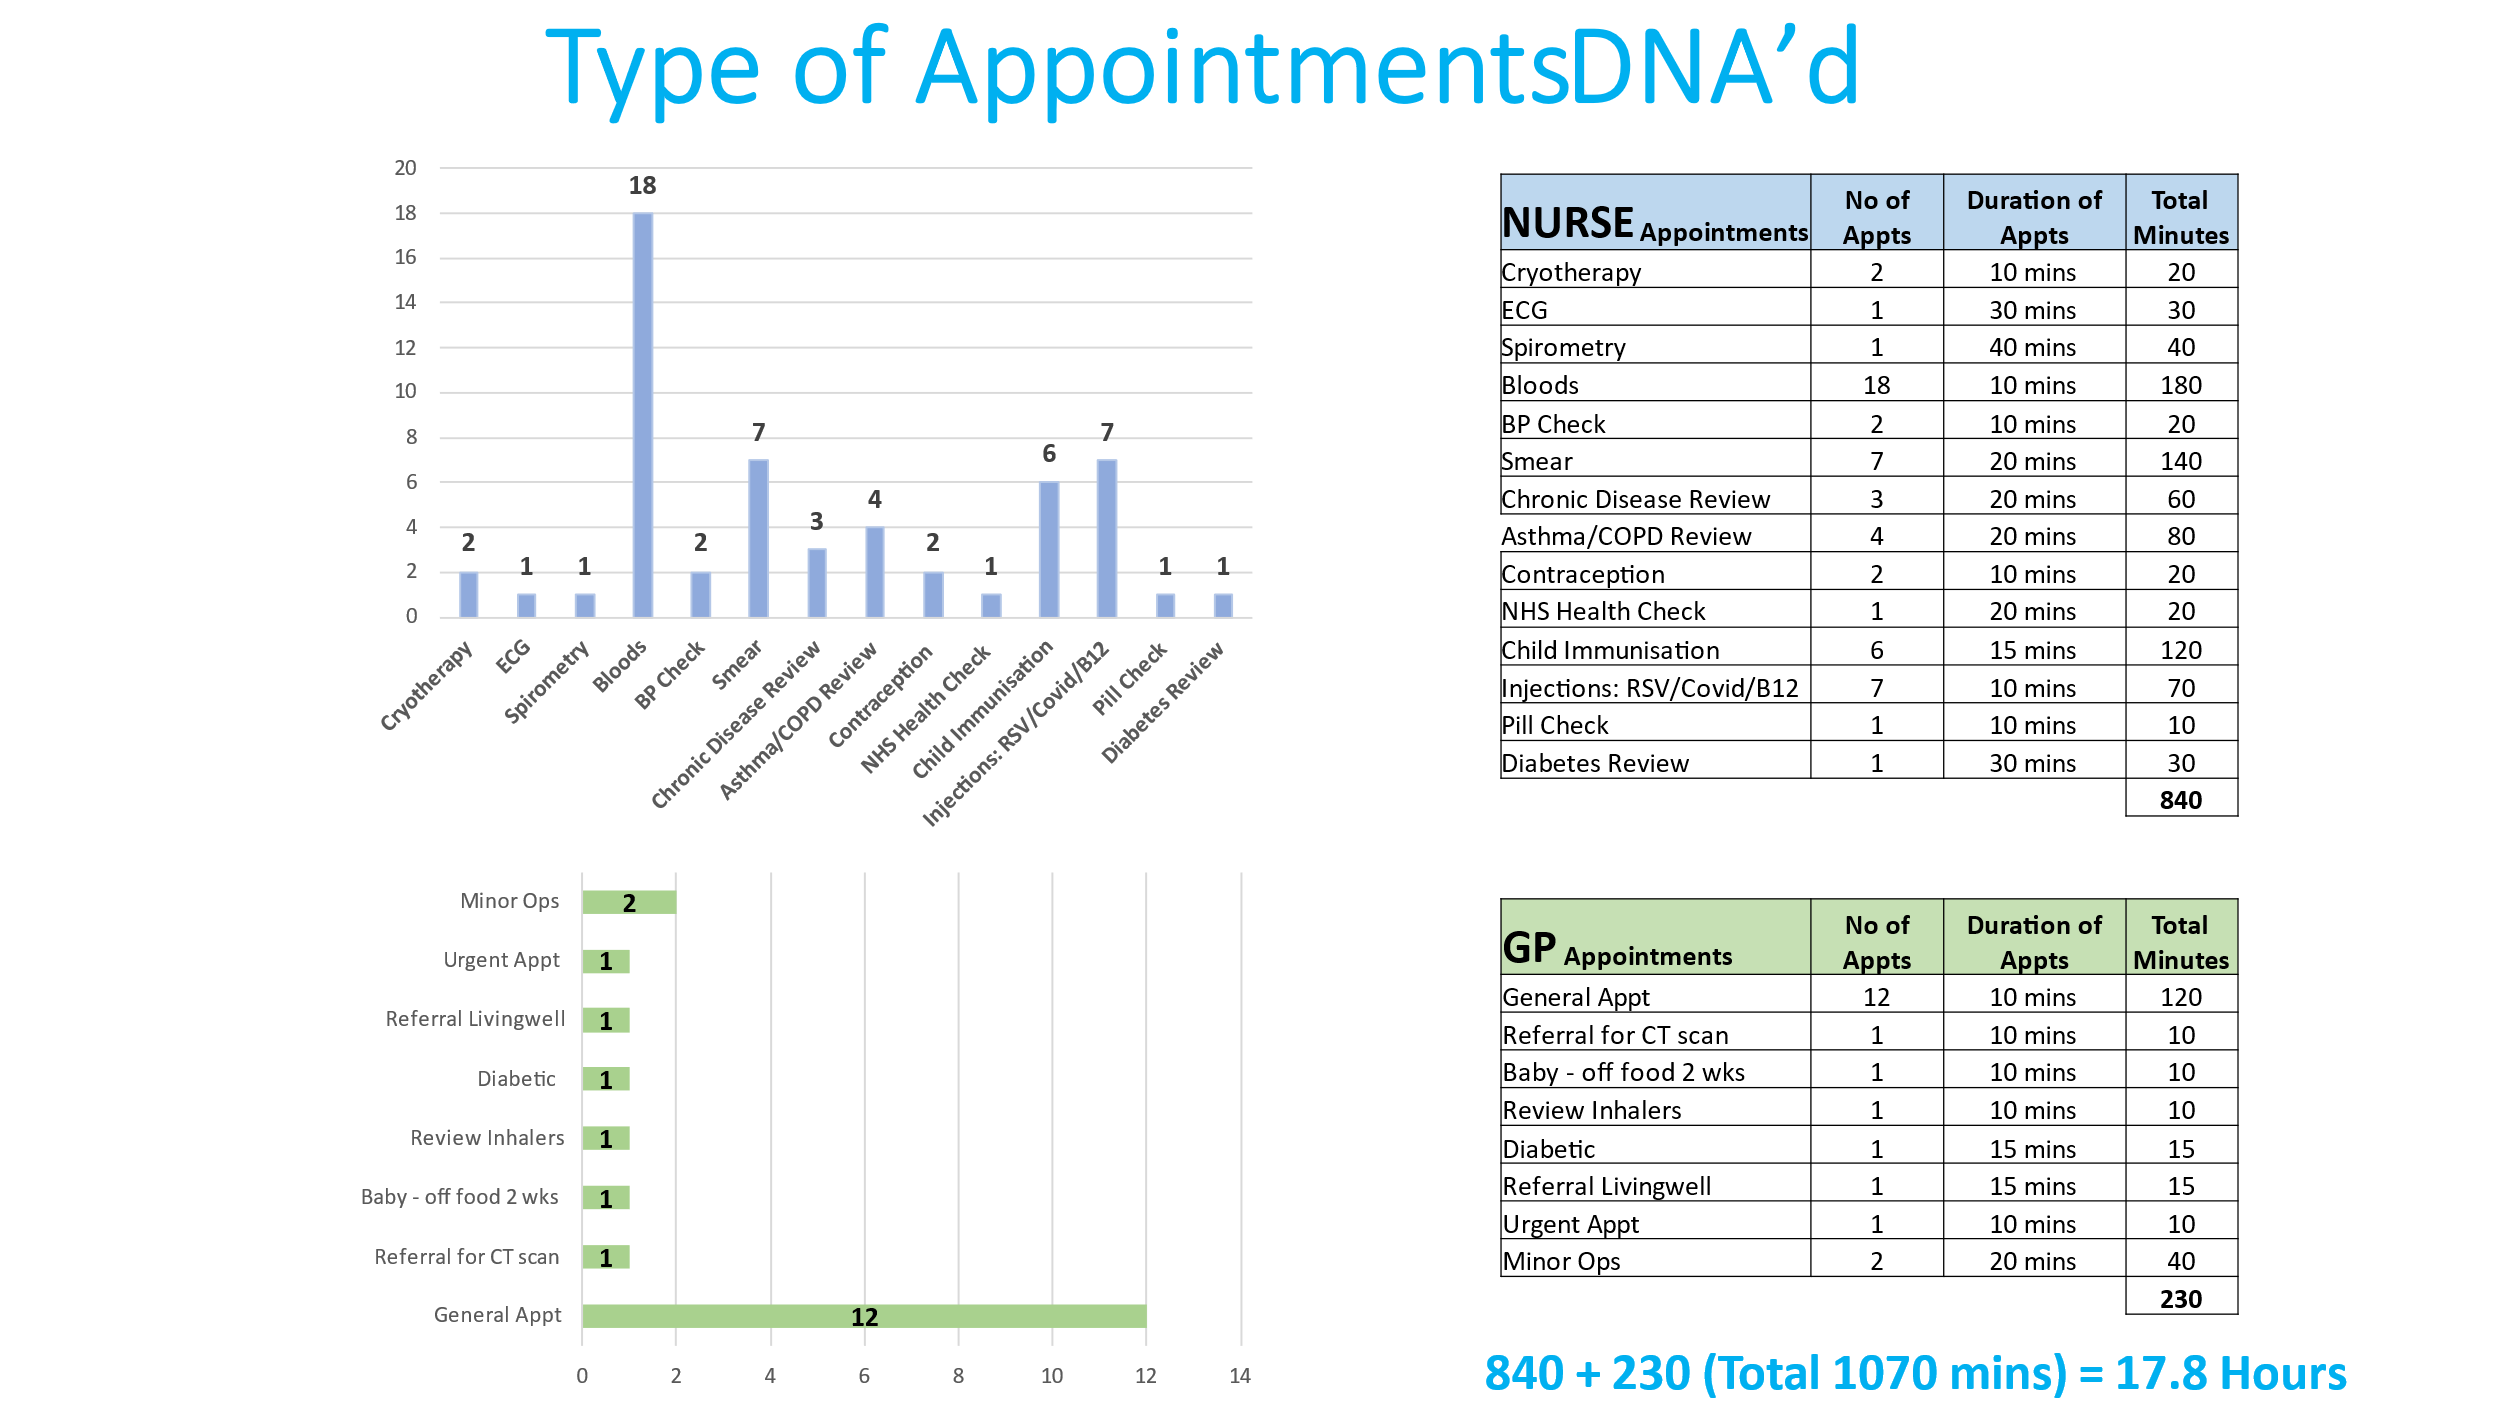 Type of AppointmentsDNA’d
20
18
16
14
12
10
8
6
4
2
0
2
1
1
18
2
7
3
4
2
1
6
7
1
1
Cryotherapy
ECG
Spirometry
Bloods
BP Check
Smear
Chronic Disease Review
Asthma/COPD Review
Contraception
NHS Health Check
Child Immunisation
Injections: RSV/Covid/B12
Pill Check
Diabetes Review
NURSE Appointments No of Appts Duration of Appts Total Minutes
Cryotherapy 2 10 mins 20
ECG 1 30 mins 30
Spirometry 1 40 mins 40
Bloods 18 10 mins 180
BP Check 2 10 mins 20
Smear 7 20 mins 140
Chronic Disease Review 3 20 mins 60
Asthma/COPD Review 4 20 mins 80
Contraception 2 10 mins 20
NHS Health Check 1 20 mins 20
Child Immunisation 6 15 mins 120
Injections: RSV/Covid/B12 7 10 mins 70
Pill Check 1 10 mins 10
Diabetes Review 1 30 mins 30
840
Minor Ops 2
Urgent Appt 1
Referral Livingwell 1
Diabetic 1
Review Inhalers 1
Baby - off food 2 wks 1
Referral for CT scan 1
General Appt 12
0 2 4 6 8 10 12 14
GP Appointments No of Appts Duration of Appts Total Minutes
General Appt 12 10 mins 120
Referral for CT scan 1 10 mins 10
Baby - off food 2 wks 1 10 mins 10
Review Inhalers 1 10 mins 10
Diabetic 1 15 mins 15
Referral Livingwell 1 15 mins 15
Urgent Appt 1 10 mins 10
Minor Ops 2 20 mins 40
230
840 + 230 (Total 1070 mins) = 17.8 Hours